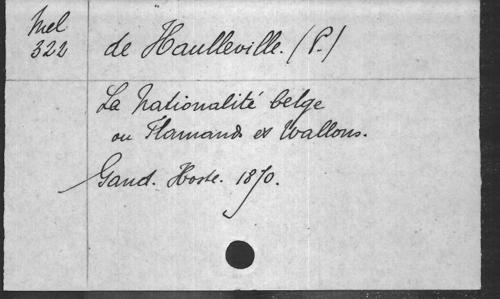 Mel
322
de Haulleville. (P.)
La Nationalité belge
ou Flamands et Wallons.
Gand. Hoste. 1870.